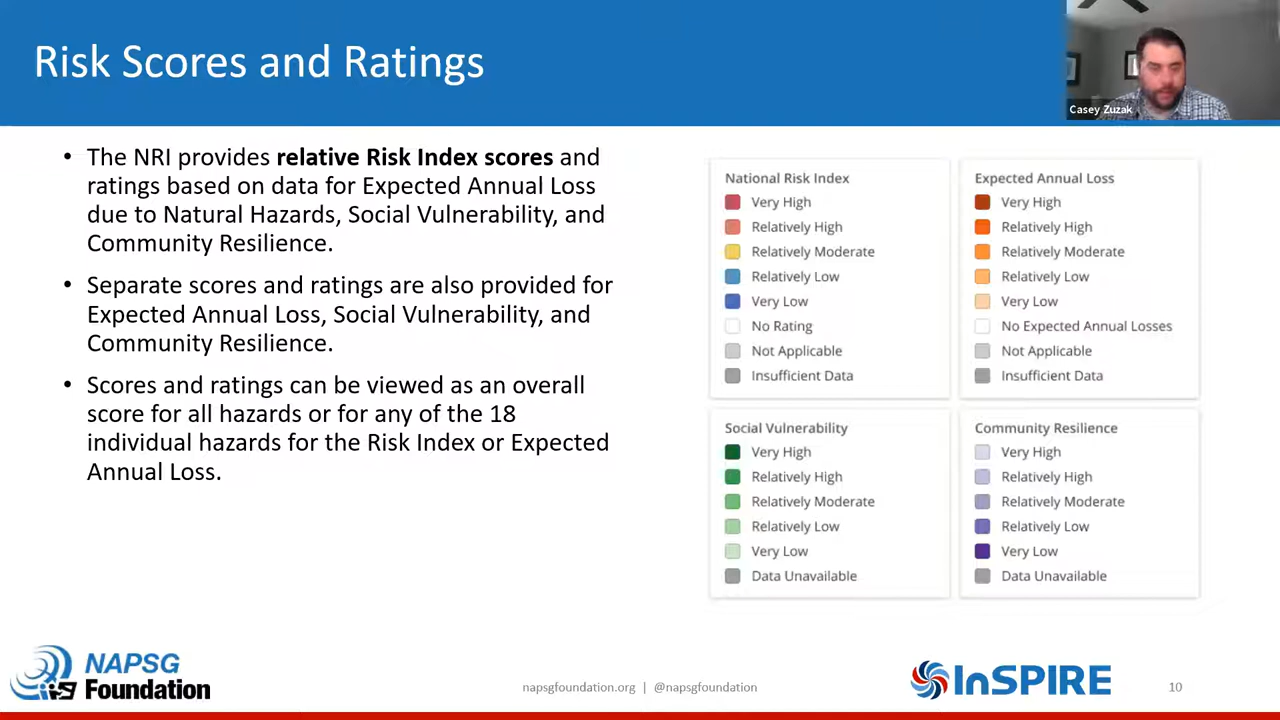 Risk Scores and Ratings
Casey Zuzak
• The NRI provides relative Risk Index scores and
ratings based on data for Expected Annual Loss
due to Natural Hazards, Social Vulnerability, and
Community Resilience.
• Separate scores and ratings are also provided for
Expected Annual Loss, Social Vulnerability, and
Community Resilience.
• Scores and ratings can be viewed as an overall
score for all hazards or for any of the 18
individual hazards for the Risk Index or Expected
Annual Loss.
National Risk Index
Very High
Relatively High
Relatively Moderate
Relatively Low
Very Low
No Rating
Not Applicable
Insufficient Data
Expected Annual Loss
Very High
Relatively High
Relatively Moderate
Relatively Low
Very Low
No Expected Annual Losses
Not Applicable
Insufficient Data
Social Vulnerability
Very High
Relatively High
Relatively Moderate
Relatively Low
Very Low
Data Unavailable
Community Resilience
Very High
Relatively High
Relatively Moderate
Relatively Low
Very Low
Data Unavailable
NAPSG
Foundation
napsgfoundation.org | @napsgfoundation
InSPIRE
10